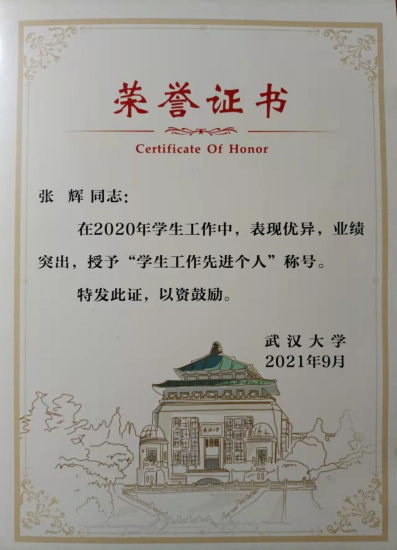 荣誉证书
Certificate Of Honor
张 辉 同志：
在2020年学生工作中，表现优异，业绩
突出，授予“学生工作先进个人”称号。
特发此证，以资鼓励。
武汉大学
2021年9月